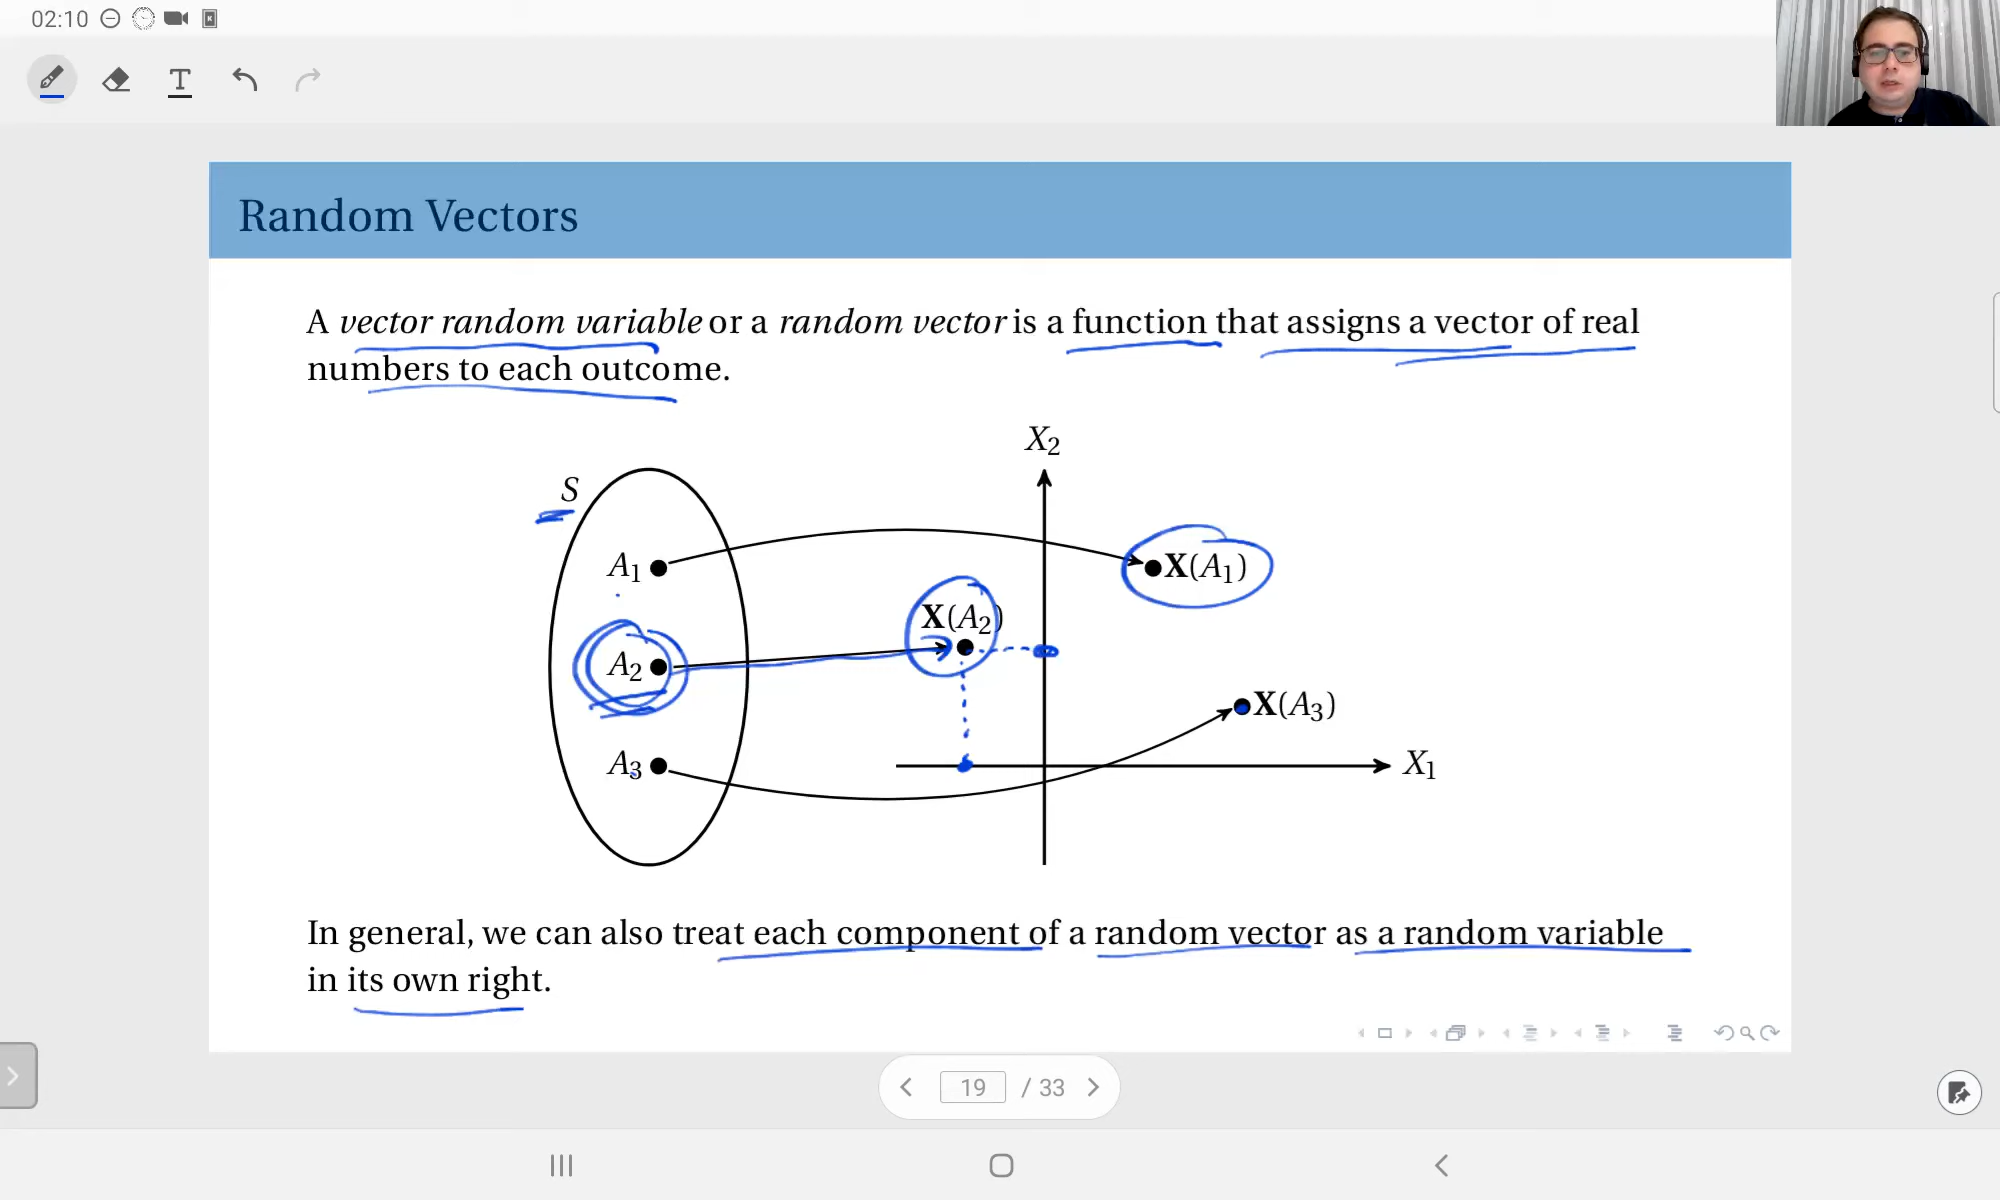 02:10
T
Random Vectors
A vector random variable or a random vector is a function that assigns a vector of real
numbers to each outcome.
X₂
S
A₁
X(A₁)
X(A₂)
A₂
X(A₃)
A₃
X₁
In general, we can also treat each component of a random vector as a random variable
in its own right.
19 / 33